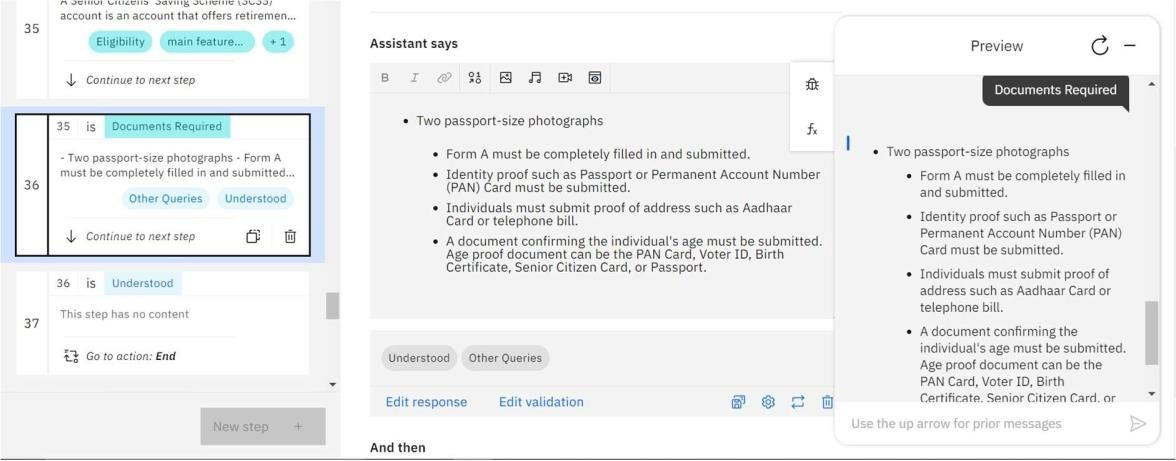 A Senior Citizens' Saving Scheme (SCSS)
account is an account that offers retiremen...
35
Eligibility
main feature...
+ 1
Continue to next step
35 is Documents Required
- Two passport-size photographs - Form A
must be completely filled in and submitted...
36
Other Queries
Understood
Continue to next step
36 is Understood
This step has no content
37
Go to action: End
New step +
Assistant says
B I
Two passport-size photographs
Form A must be completely filled in and submitted.
Identity proof such as Passport or Permanent Account Number
(PAN) Card must be submitted.
Individuals must submit proof of address such as Aadhaar
Card or telephone bill.
A document confirming the individual's age must be submitted.
Age proof document can be the PAN Card, Voter ID, Birth
Certificate, Senior Citizen Card, or Passport.
Understood
Other Queries
Edit response
Edit validation
And then
fx
Preview
Documents Required
Two passport-size photographs
Form A must be completely filled in
and submitted.
Identity proof such as Passport or
Permanent Account Number (PAN)
Card must be submitted.
Individuals must submit proof of
address such as Aadhaar Card or
telephone bill.
A document confirming the
individual's age must be submitted.
Age proof document can be the
PAN Card, Voter ID, Birth
Certificate, Senior Citizen Card, or
Use the up arrow for prior messages